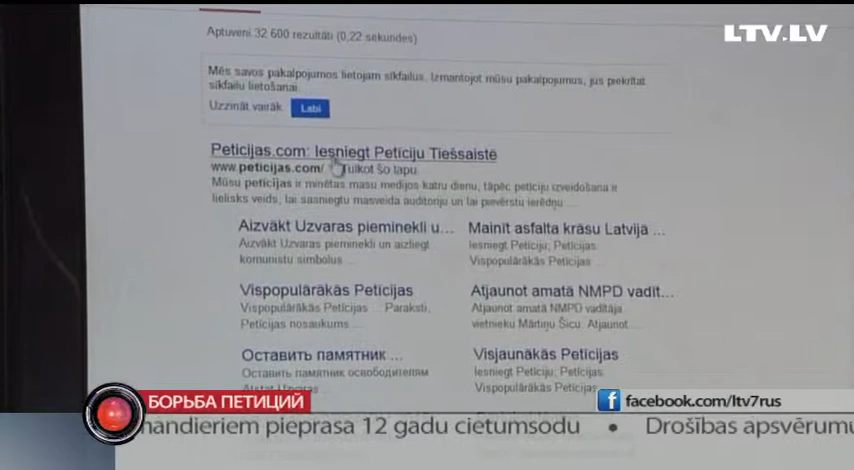 LTV.LV
Aptuveni 32 600 rezultāti (0,22 sekundes)
Mēs savos pakalpojumos lietojam sīkfailus. Izmantojot mūsu pakalpojumus, jūs piekrītat
sīkfailu lietošanai.
Uzzināt vairāk Labi
Peticijas.com: Iesniegt Petīciju Tiešsaistē
www.peticijas.com/ Tulkot šo lapu
Mūsu petīcijas ir minētas masu medijos katru dienu, tāpēc petīciju izveidošana ir
lielisks veids, lai sasniegtu masveida auditoriju un lai pievērstu ierēdņu ...
Aizvākt Uzvaras pieminekli u... Mainīt asfalta krāsu Latvijā ...
Aizvākt Uzvaras pieminekli un aizliegt Iesniegt Petīciju; Petīcijas.
komunistu simbolus ... Vispopulārākās Petīcijas ...
Vispopulārākās Petīcijas Atjaunot amatā NMPD vadīt...
Vispopulārākās Petīcijas ... Paraksti, Atjaunot amatā NMPD vadītāja
Petīcijas nosaukums ... vietnieku Mārtiņu Šicu. Atjaunot...
Оставить памятник ... Visjaunākās Petīcijas
Оставить памятник освободителям Iesniegt Petīciju; Petīcijas.
Atstat Uzvaras Vispopulārākās Petīcijas
БОРЬБА ПЕТИЦИЙ
facebook.com/ltv7rus
mandieriem pieprasa 12 gadu cietumsodu • Drošības apsvērumu